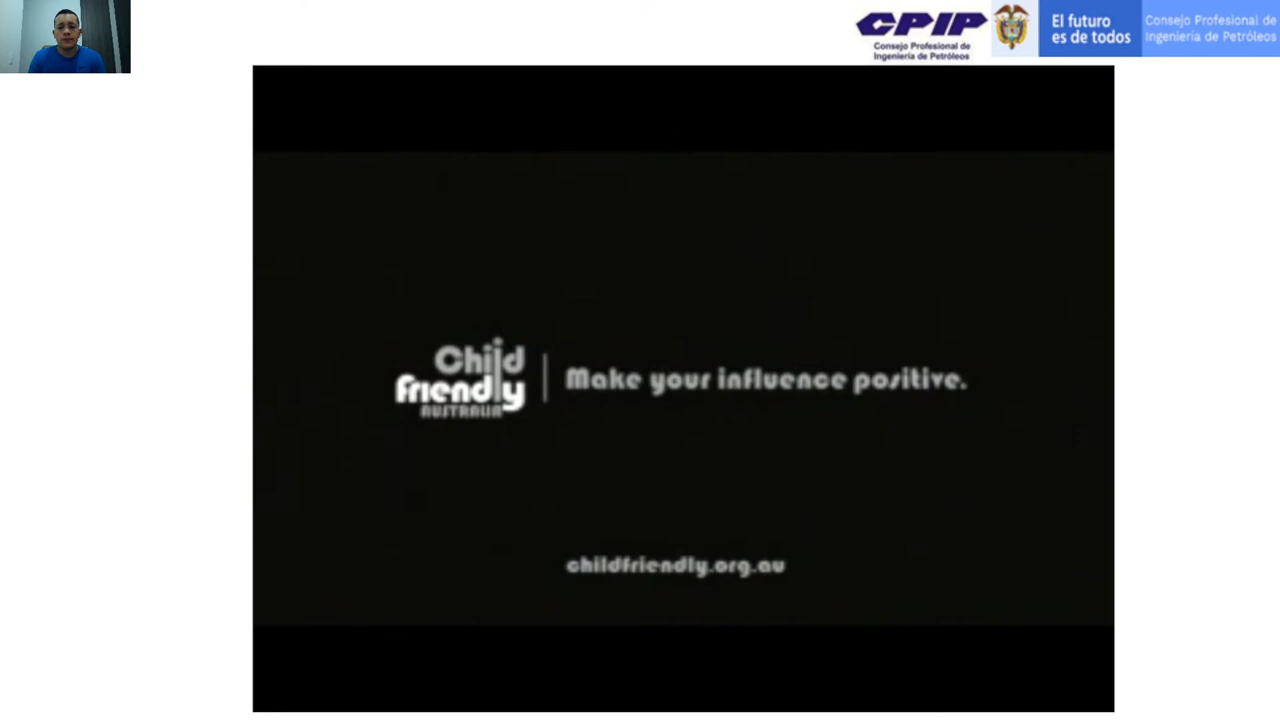 CPIP
Consejo Profesional de
Ingeniería de Petróleos
El futuro
es de todos
Consejo Profesional de
Ingeniería de Petróleos
Child
friendly
AUSTRALIA
Make your influence positive.
childfriendly.org.au